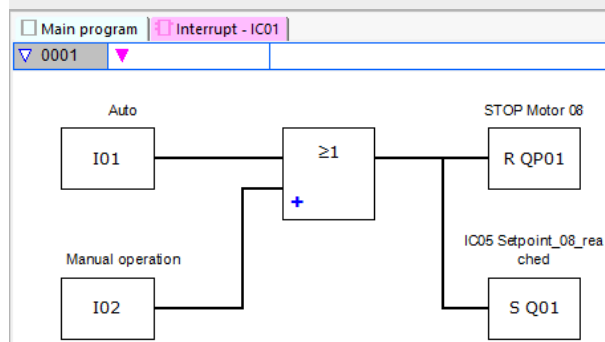 Main program
Interrupt - IC01
0001
Auto
STOP Motor 08
I01
≥1
R QP01
+
IC05 Setpoint_08_rea
ched
Manual operation
I02
S Q01